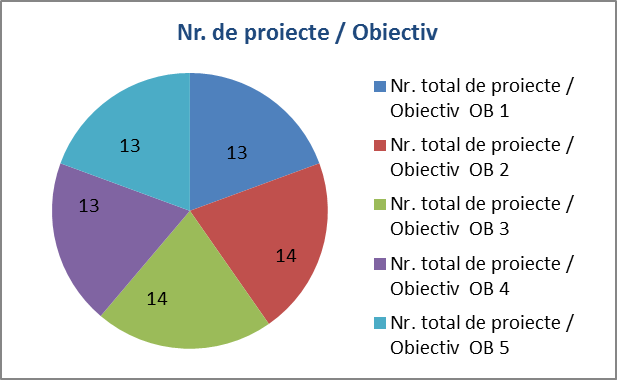 Nr. de proiecte / Obiectiv
13
14
14
13
13
Nr. total de proiecte /
Obiectiv  OB 1
Nr. total de proiecte /
Obiectiv  OB 2
Nr. total de proiecte /
Obiectiv  OB 3
Nr. total de proiecte /
Obiectiv  OB 4
Nr. total de proiecte /
Obiectiv  OB 5